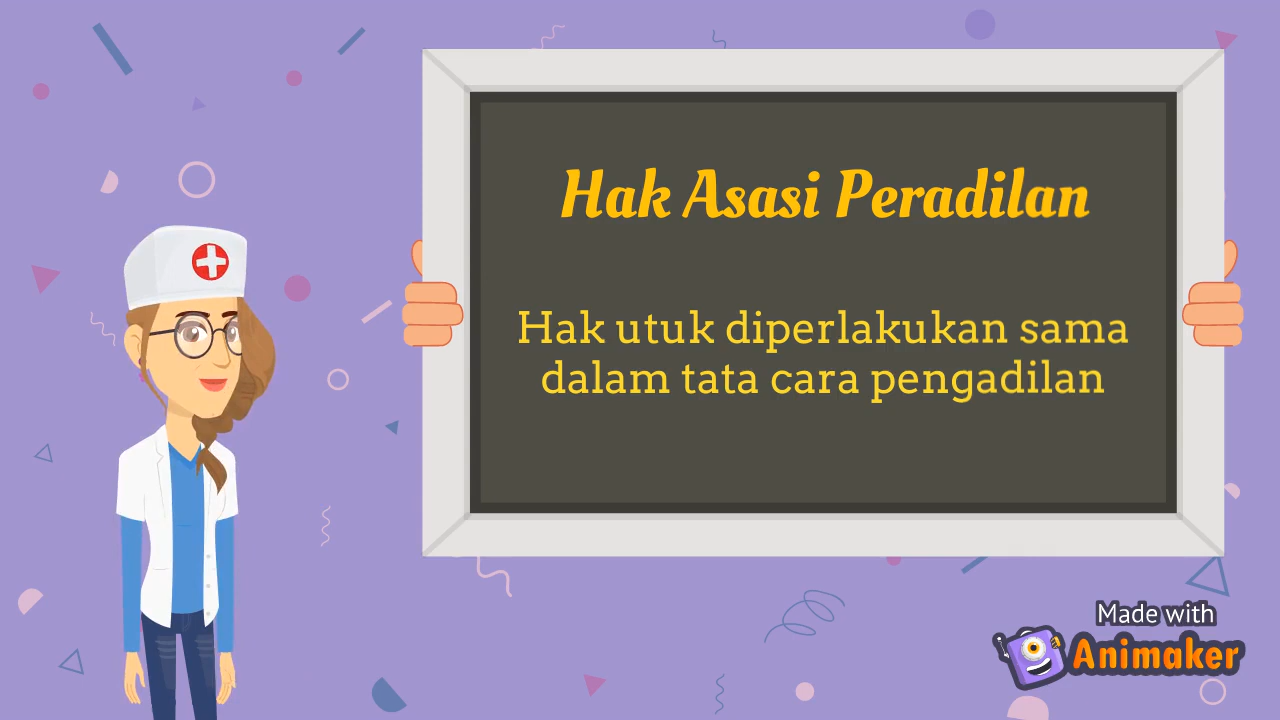 Hak Asasi Peradilan
Hak utuk diperlakukan sama
dalam tata cara pengadilan
Made with
Animaker